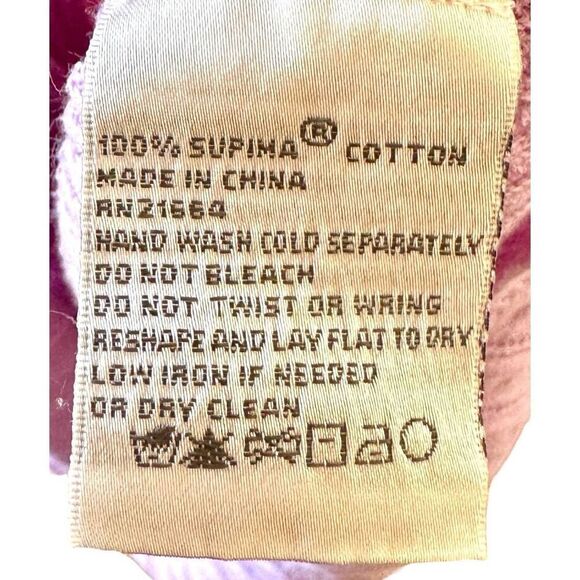 100% SUPIMA® COTTON
MADE IN CHINA
RN21664
HAND WASH COLD SEPARATELY
DO NOT BLEACH
DO NOT TWIST OR WRING
RESHAPE AND LAY FLAT TO DRY
LOW IRON IF NEEDED
OR DRY CLEAN